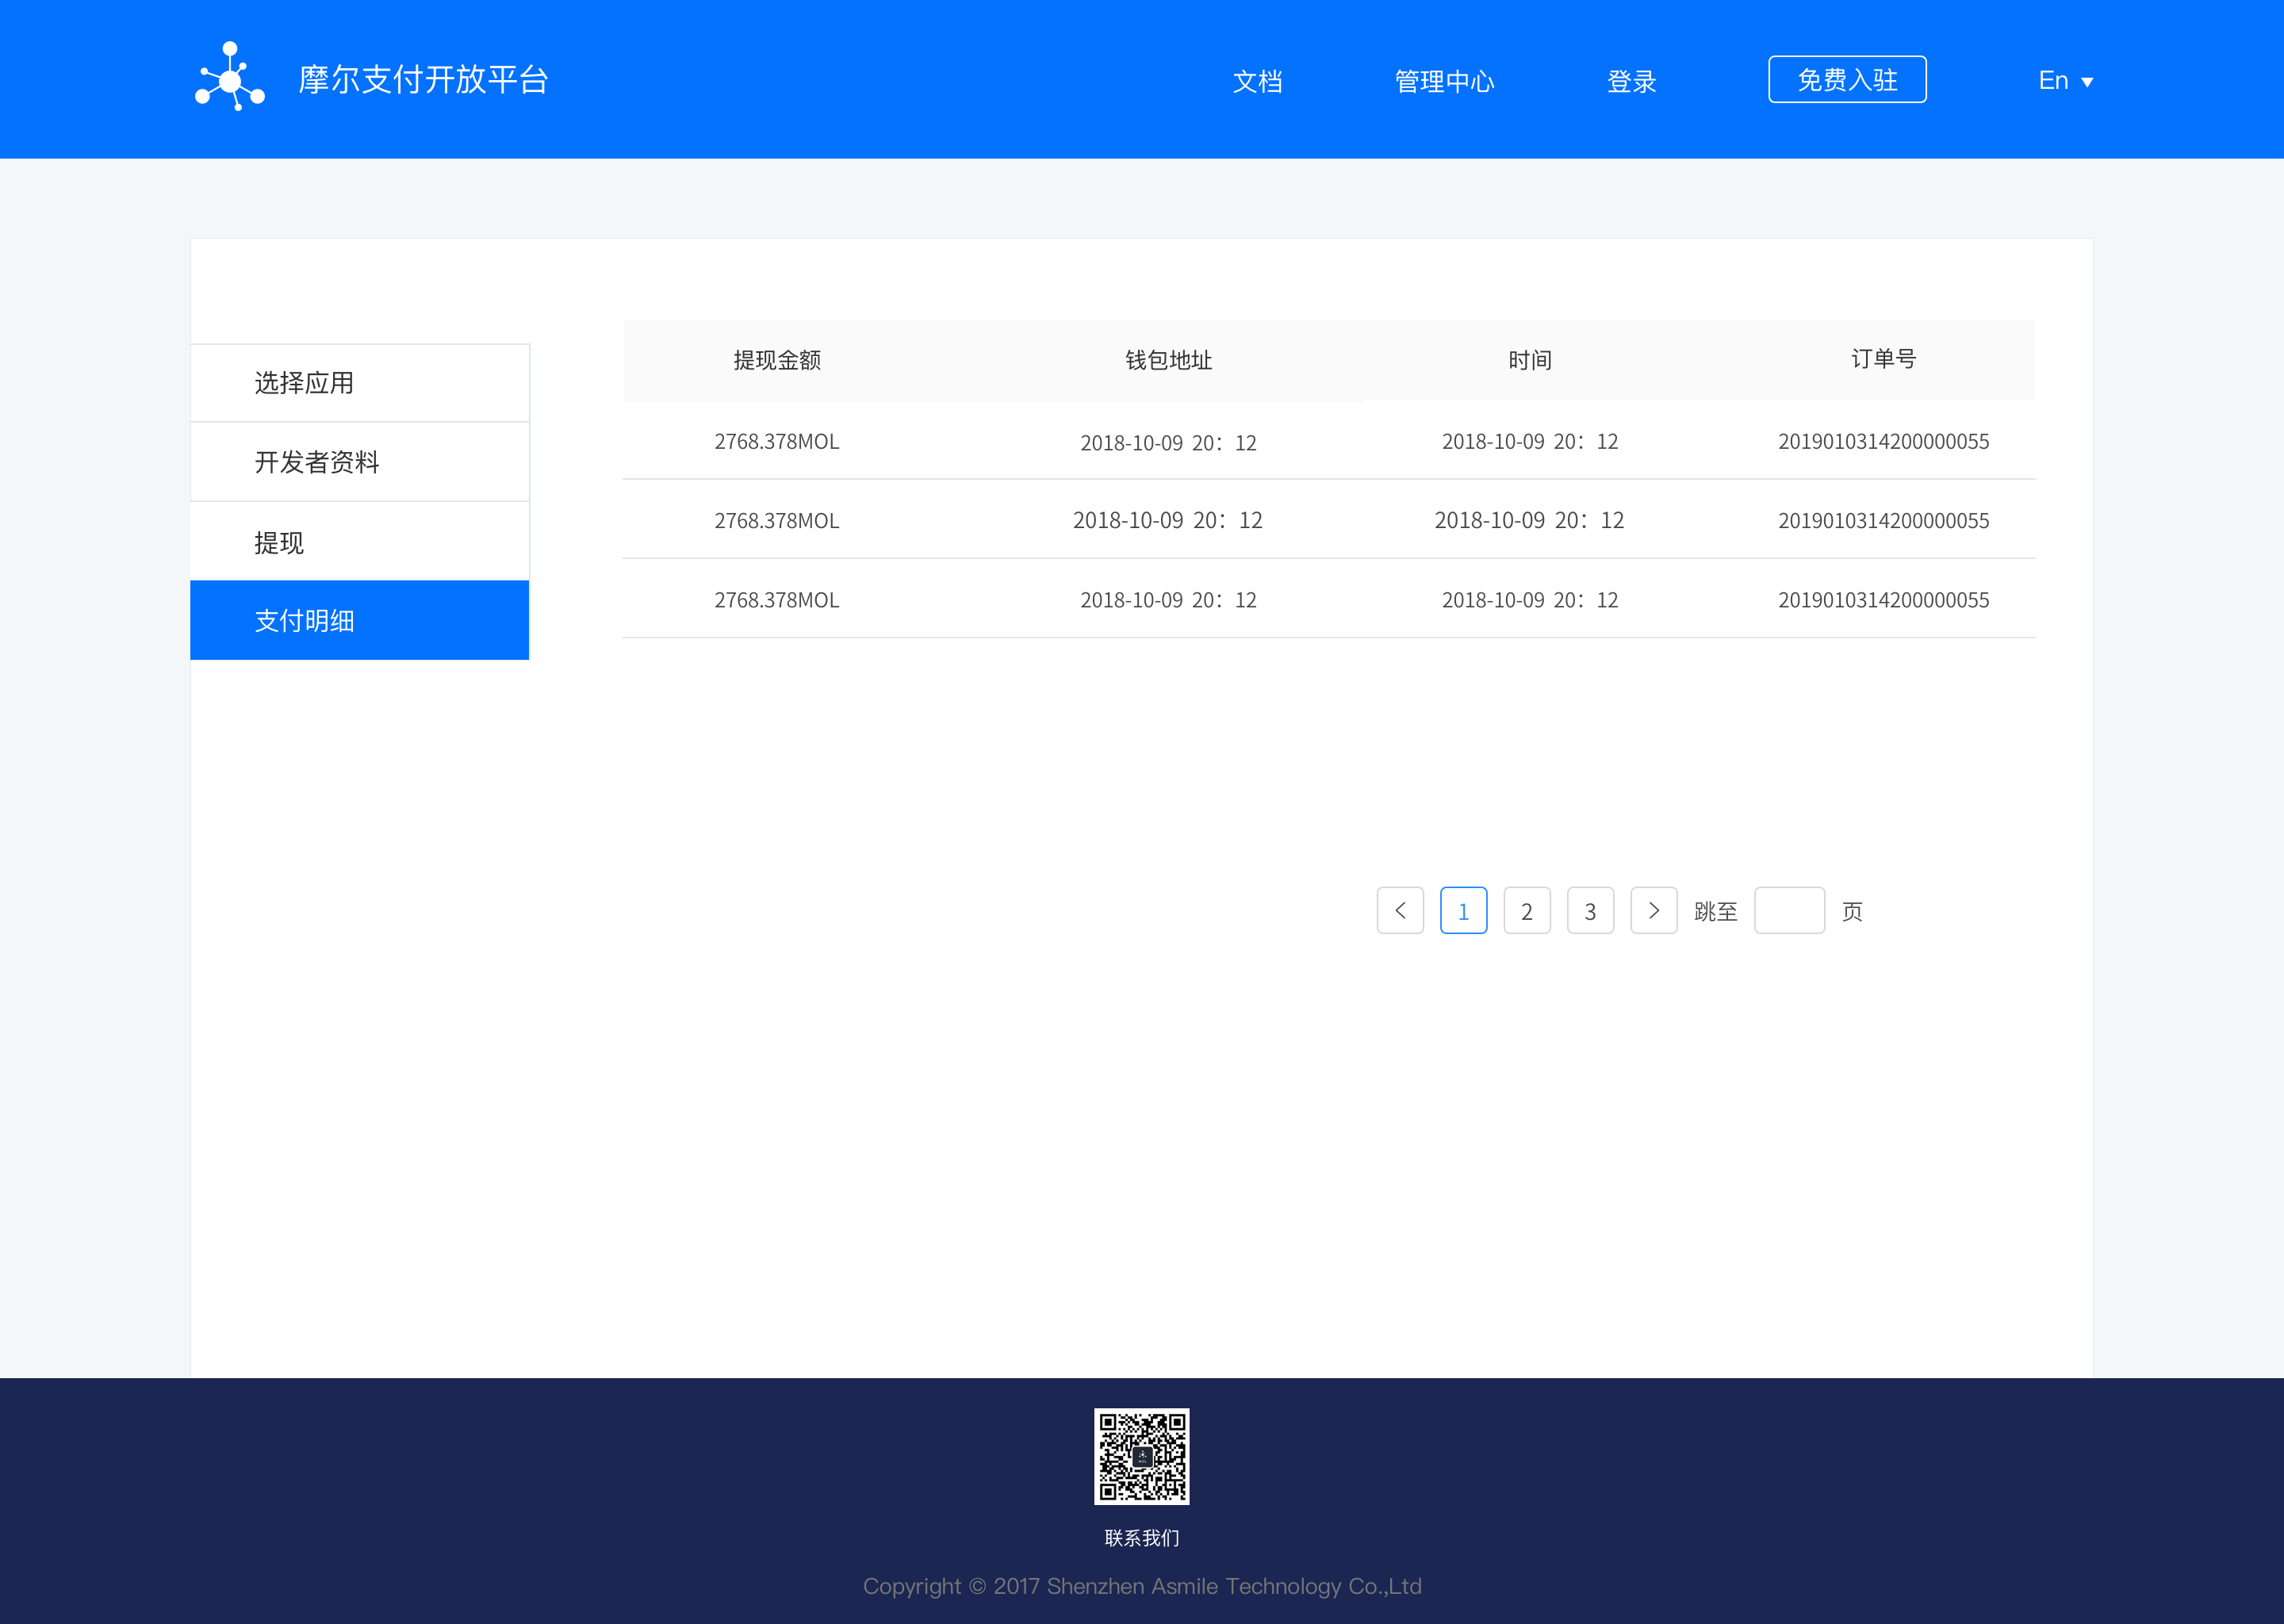 摩尔支付开放平台 文档 管理中心 登录 免费入驻 En
选择应用
开发者资料
提现
支付明细
提现金额 钱包地址 时间 订单号
2768.378MOL 2018-10-09 20：12 2018-10-09 20：12 2019010314200000055
2768.378MOL 2018-10-09 20：12 2018-10-09 20：12 2019010314200000055
2768.378MOL 2018-10-09 20：12 2018-10-09 20：12 2019010314200000055
1 2 3 跳至 页
联系我们
Copyright © 2017 Shenzhen Asmile Technology Co.,Ltd